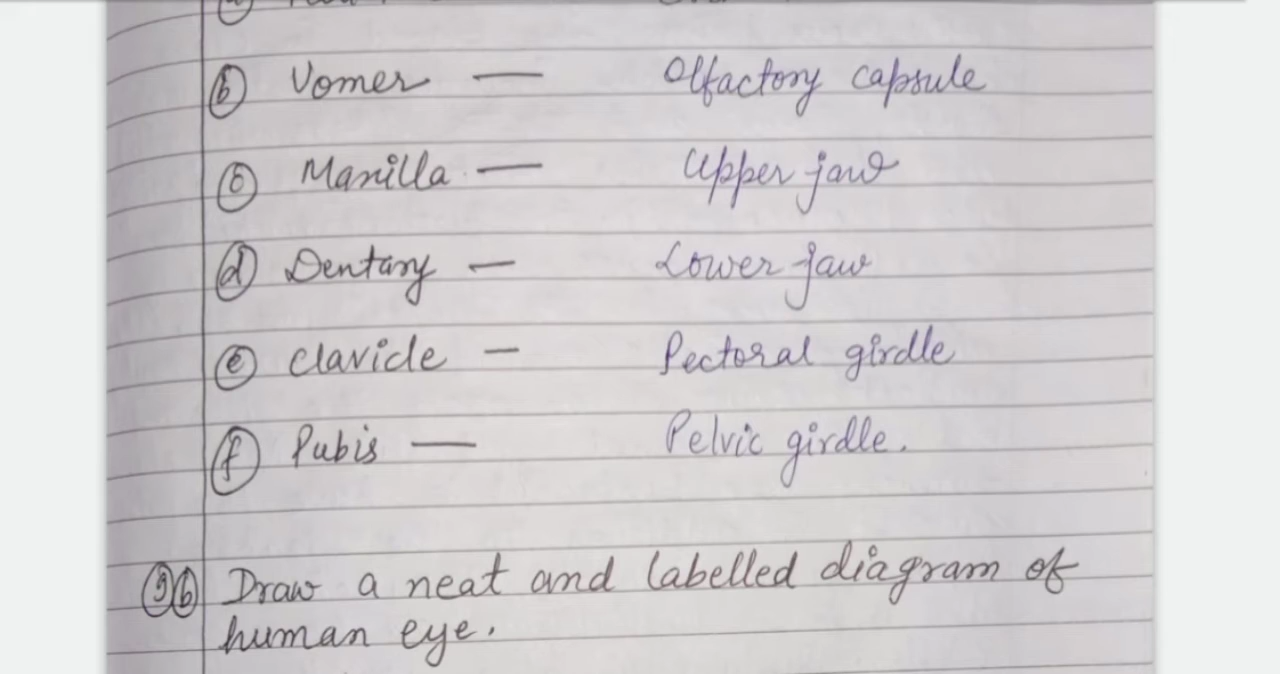 (b) Vomer — Olfactory capsule
(c) Maxilla — Upper jaw
(d) Dentary — Lower jaw
(e) Clavicle — Pectoral girdle
(f) Pubis — Pelvic girdle.
9(b) Draw a neat and labelled diagram of
human eye.